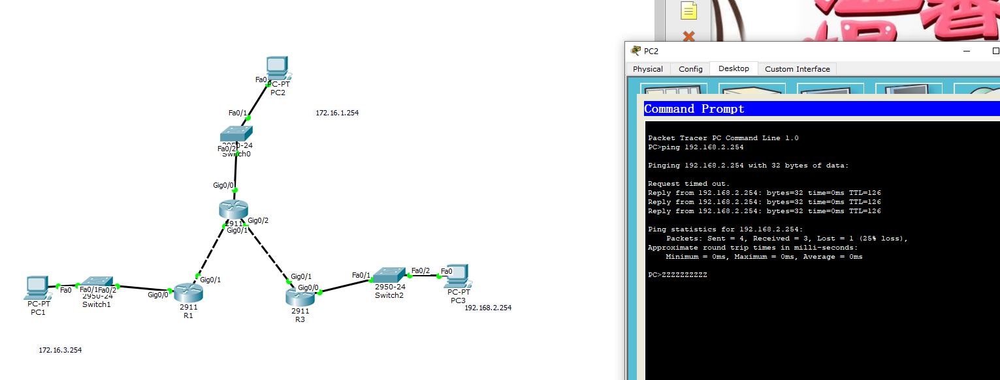 Fa0
PC-PT
PC2
Fa0/1
172.16.1.254
2950-24
Fa0/2
Switch0
Gig0/0
2911
Gig0/2
Gig0/1
Gig0/1
Fa0
Fa0/1
Fa0/2
2950-24
Switch1
PC-PT
PC1
Gig0/0
2911
R1
Gig0/1
Gig0/0
2911
R3
Fa0/1
2950-24
Switch2
Fa0/2
Fa0
PC-PT
PC3
192.168.2.254
172.16.3.254
PC2
Physical Config Desktop Custom Interface
Command Prompt
Packet Tracer PC Command Line 1.0
PC>ping 192.168.2.254
Pinging 192.168.2.254 with 32 bytes of data:
Request timed out.
Reply from 192.168.2.254: bytes=32 time=0ms TTL=126
Reply from 192.168.2.254: bytes=32 time=0ms TTL=126
Reply from 192.168.2.254: bytes=32 time=0ms TTL=126
Ping statistics for 192.168.2.254:
Packets: Sent = 4, Received = 3, Lost = 1 (25% loss),
Approximate round trip times in milli-seconds:
Minimum = 0ms, Maximum = 0ms, Average = 0ms
PC>ZZZZZZZZZZ